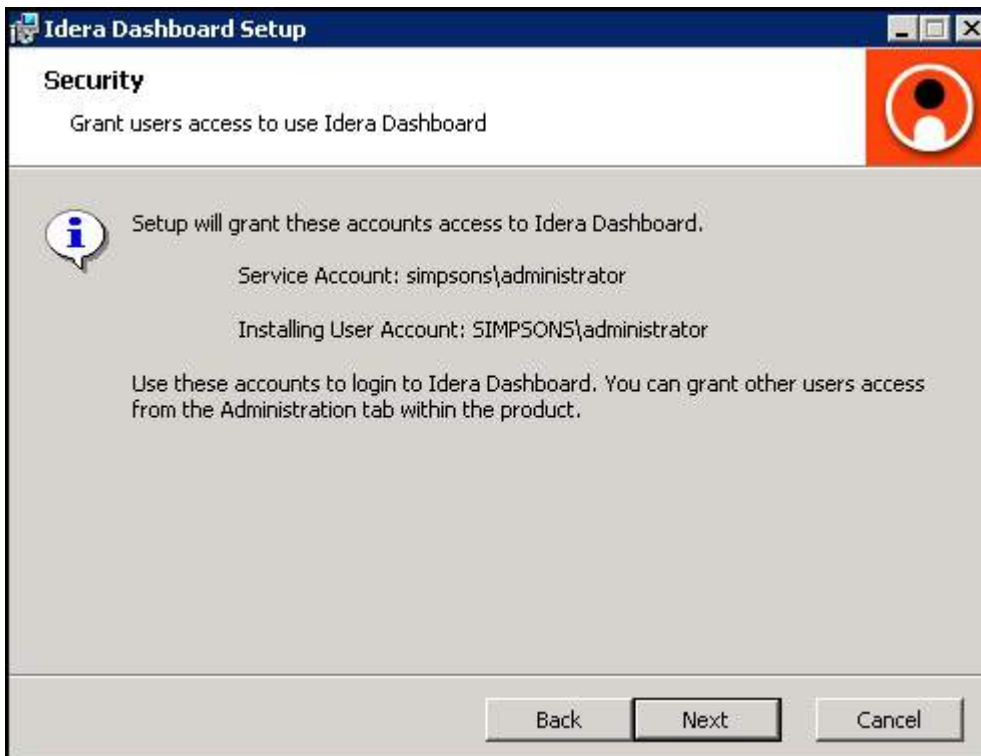 Idera Dashboard Setup
Security
Grant users access to use Idera Dashboard
Setup will grant these accounts access to Idera Dashboard.
Service Account: simpsons\administrator
Installing User Account: SIMPSONS\administrator
Use these accounts to login to Idera Dashboard. You can grant other users access
from the Administration tab within the product.
Back Next Cancel